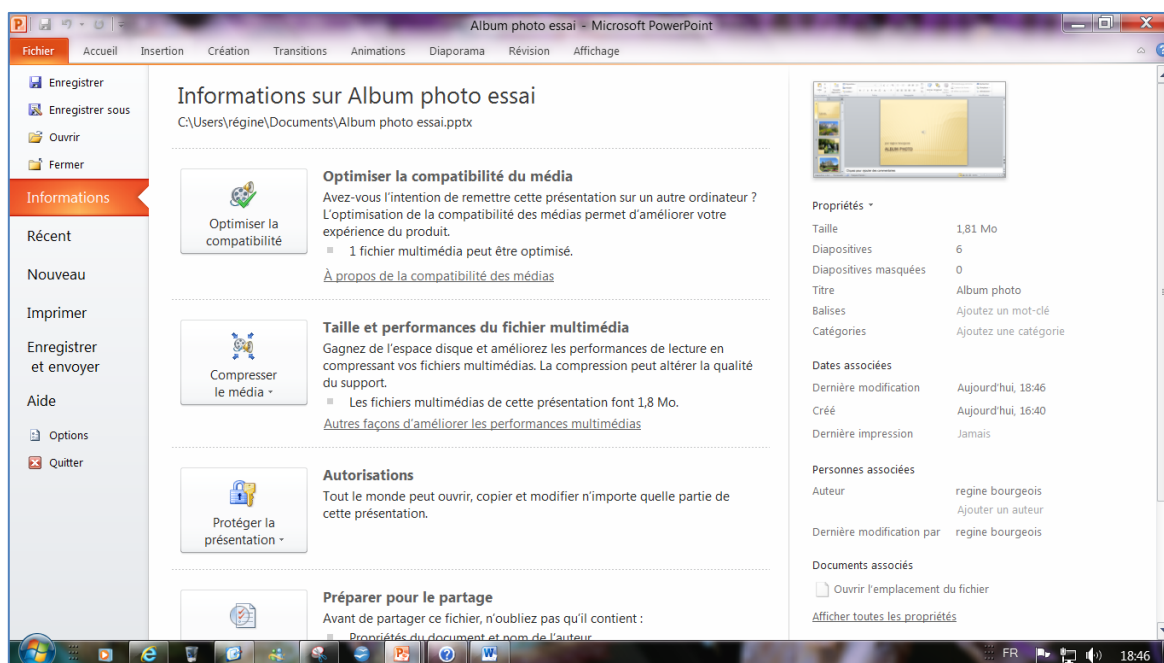 Album photo essai - Microsoft PowerPoint
Fichier Accueil Insertion Création Transitions Animations Diaporama Révision Affichage
Enregistrer
Enregistrer sous
Ouvrir
Fermer
Informations
Récent
Nouveau
Imprimer
Enregistrer
et envoyer
Aide
Options
Quitter
Informations sur Album photo essai
C:\Users\régine\Documents\Album photo essai.pptx
Optimiser la
compatibilité
Optimiser la compatibilité du média
Avez-vous l'intention de remettre cette présentation sur un autre ordinateur ?
L'optimisation de la compatibilité des médias permet d'améliorer votre
expérience du produit.
1 fichier multimédia peut être optimisé.
À propos de la compatibilité des médias
Compresser
le média
Taille et performances du fichier multimédia
Gagnez de l'espace disque et améliorez les performances de lecture en
compressant vos fichiers multimédias. La compression peut altérer la qualité
du support.
Les fichiers multimédias de cette présentation font 1,8 Mo.
Autres façons d'améliorer les performances multimédias
Protéger la
présentation
Autorisations
Tout le monde peut ouvrir, copier et modifier n'importe quelle partie de
cette présentation.
Préparer pour le partage
Avant de partager ce fichier, n'oubliez pas qu'il contient :
Propriétés du document et nom de l'auteur
ALBUM PHOTO
Propriétés
Taille 1,81 Mo
Diapositives 6
Diapositives masquées 0
Titre Album photo
Balises Ajoutez un mot-clé
Catégories Ajoutez une catégorie
Dates associées
Dernière modification Aujourd'hui, 18:46
Créé Aujourd'hui, 16:40
Dernière impression Jamais
Personnes associées
Auteur regine bourgeois
Ajouter un auteur
Dernière modification par regine bourgeois
Documents associés
Ouvrir l'emplacement du fichier
Afficher toutes les propriétés
FR 18:46